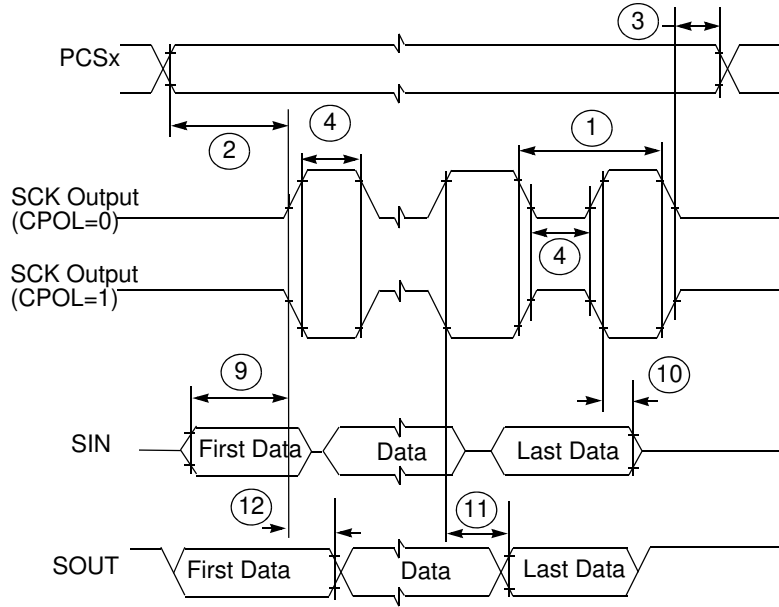 3
PCSx
2
4
1
SCK Output
(CPOL=0)
4
SCK Output
(CPOL=1)
9
10
SIN
First Data
Data
Last Data
12
11
SOUT
First Data
Data
Last Data